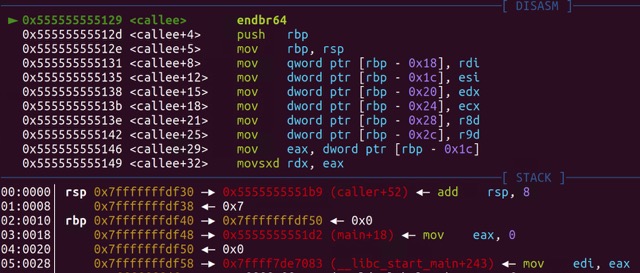 [ DISASM ]
► 0x555555555129 <callee> endbr64
0x55555555512d <callee+4> push rbp
0x55555555512e <callee+5> mov rbp, rsp
0x555555555131 <callee+8> mov qword ptr [rbp - 0x18], rdi
0x555555555135 <callee+12> mov dword ptr [rbp - 0x1c], esi
0x555555555138 <callee+15> mov dword ptr [rbp - 0x20], edx
0x55555555513b <callee+18> mov dword ptr [rbp - 0x24], ecx
0x55555555513e <callee+21> mov dword ptr [rbp - 0x28], r8d
0x555555555142 <callee+25> mov dword ptr [rbp - 0x2c], r9d
0x555555555146 <callee+29> mov eax, dword ptr [rbp - 0x1c]
0x555555555149 <callee+32> movsxd rdx, eax
[ STACK ]
00:0000│ rsp 0x7fffffffdf30 → 0x5555555551b9 (caller+52) ← add rsp, 8
01:0008│ 0x7fffffffdf38 ← 0x7
02:0010│ rbp 0x7fffffffdf40 → 0x7fffffffdf50 ← 0x0
03:0018│ 0x7fffffffdf48 → 0x5555555551d2 (main+18) ← mov eax, 0
04:0020│ 0x7fffffffdf50 ← 0x0
05:0028│ 0x7fffffffdf58 → 0x7ffff7de7083 (__libc_start_main+243) ← mov edi, eax